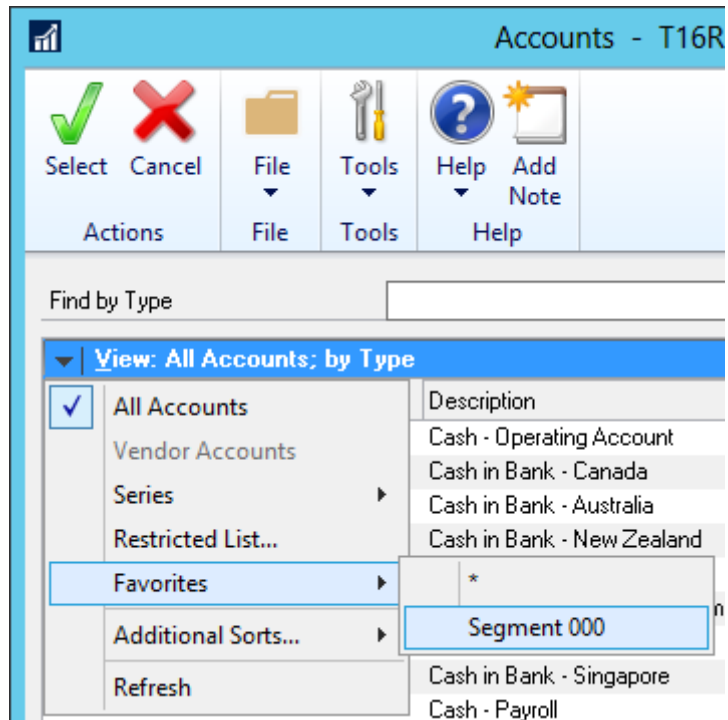 Accounts - T16R
Select Cancel File Tools Help Add Note
Actions File Tools Help
Find by Type
View: All Accounts; by Type
All Accounts
Vendor Accounts
Series
Restricted List...
Favorites
Additional Sorts...
Refresh
*
Segment 000
Description
Cash - Operating Account
Cash in Bank - Canada
Cash in Bank - Australia
Cash in Bank - New Zealand
Cash in Bank - Singapore
Cash - Payroll